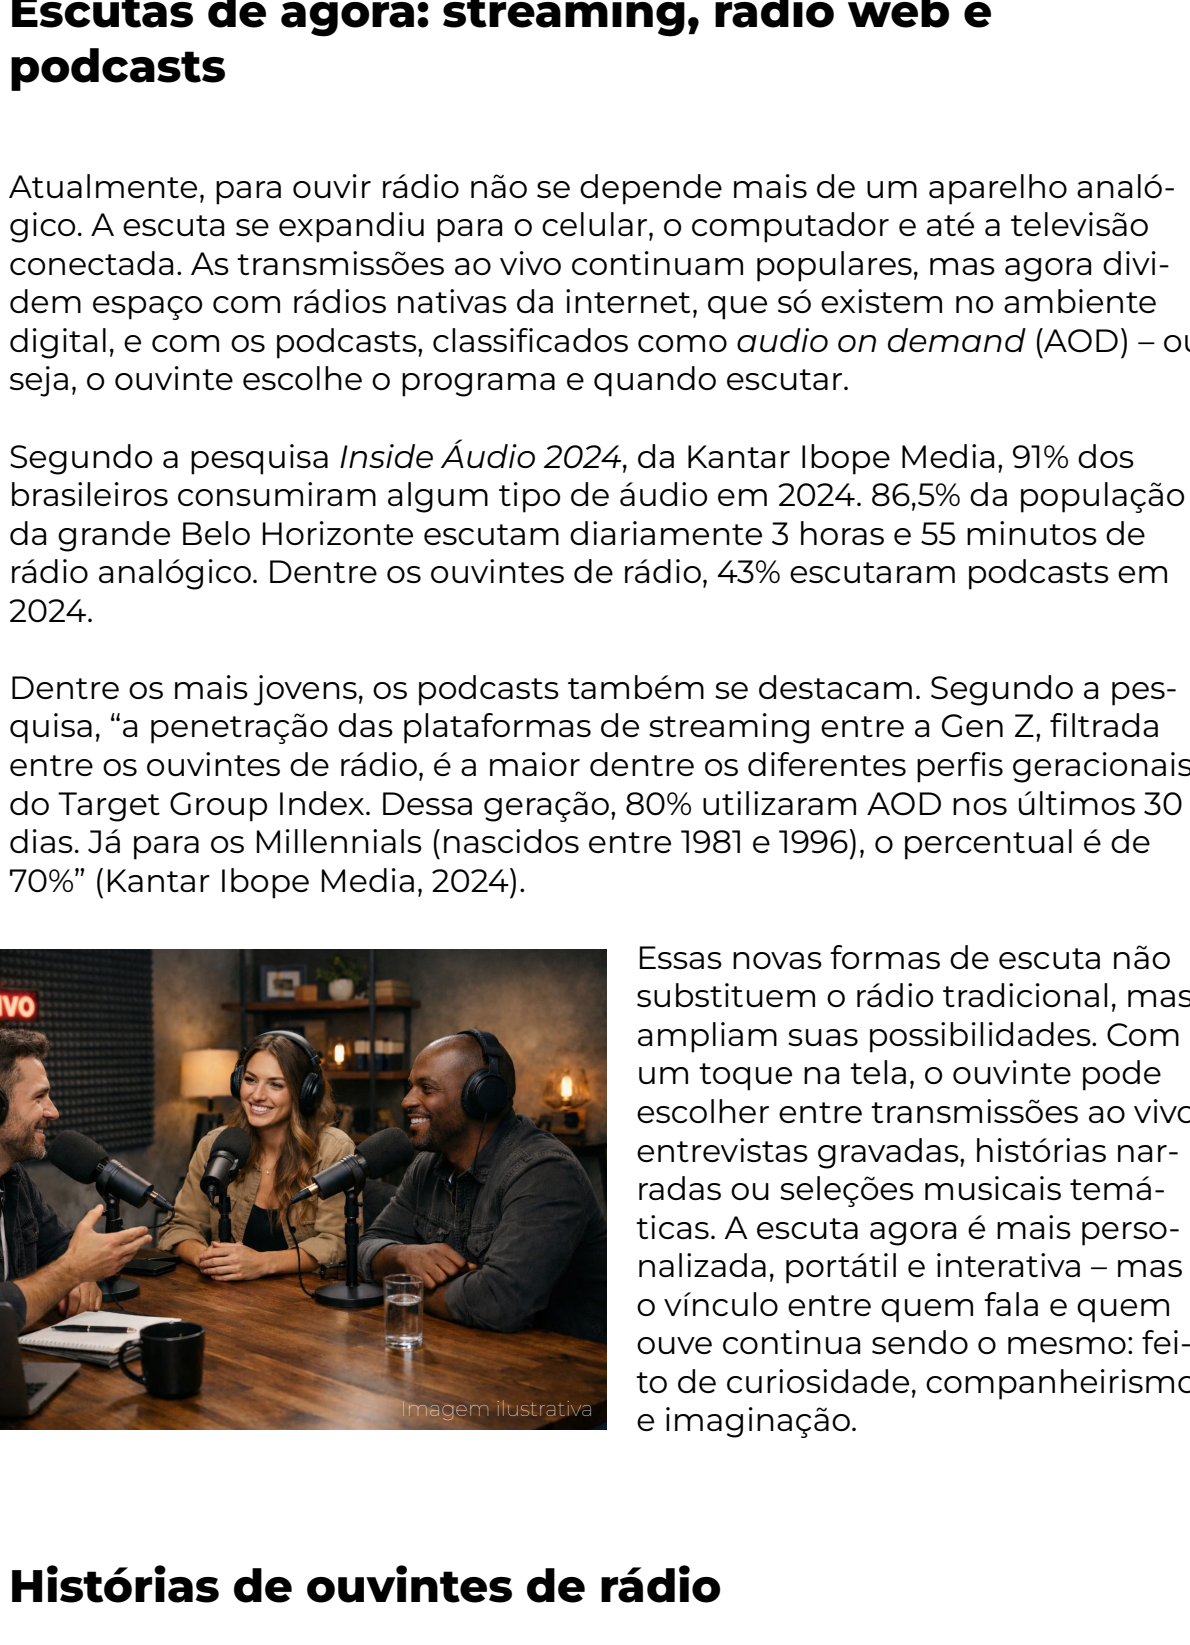 Escutas de agora: streaming, rádio web e
podcasts
Atualmente, para ouvir rádio não se depende mais de um aparelho analó-
gico. A escuta se expandiu para o celular, o computador e até a televisão
conectada. As transmissões ao vivo continuam populares, mas agora divi-
dem espaço com rádios nativas da internet, que só existem no ambiente
digital, e com os podcasts, classificados como audio on demand (AOD) – ou
seja, o ouvinte escolhe o programa e quando escutar.
Segundo a pesquisa Inside Áudio 2024, da Kantar Ibope Media, 91% dos
brasileiros consumiram algum tipo de áudio em 2024. 86,5% da população
da grande Belo Horizonte escutam diariamente 3 horas e 55 minutos de
rádio analógico. Dentre os ouvintes de rádio, 43% escutaram podcasts em
2024.
Dentre os mais jovens, os podcasts também se destacam. Segundo a pes-
quisa, “a penetração das plataformas de streaming entre a Gen Z, filtrada
entre os ouvintes de rádio, é a maior dentre os diferentes perfis geracionais
do Target Group Index. Dessa geração, 80% utilizaram AOD nos últimos 30
dias. Já para os Millennials (nascidos entre 1981 e 1996), o percentual é de
70%” (Kantar Ibope Media, 2024).
IVO
Imagem ilustrativa
Essas novas formas de escuta não
substituem o rádio tradicional, mas
ampliam suas possibilidades. Com
um toque na tela, o ouvinte pode
escolher entre transmissões ao vivo
entrevistas gravadas, histórias nar-
radas ou seleções musicais temá-
ticas. A escuta agora é mais perso-
nalizada, portátil e interativa – mas
o vínculo entre quem fala e quem
ouve continua sendo o mesmo: fei-
to de curiosidade, companheirismo
e imaginação.
Histórias de ouvintes de rádio